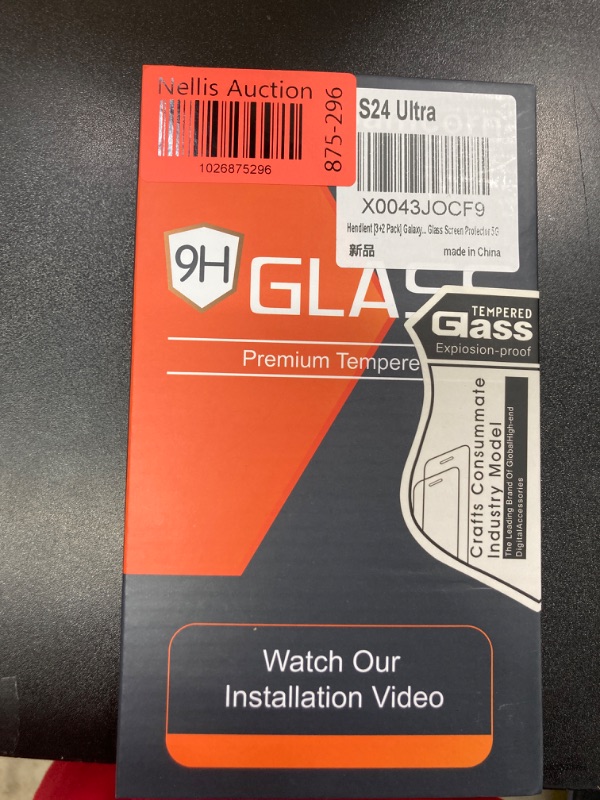 Nellis Auction
1026875296
875-296
S24 Ultra
X0043JOCF9
Hendient [3+2 Pack] Galaxy... Glass Screen Protector 5G
新品 made in China
9H
GLASS
Premium Tempere
TEMPERED
Glass
Expiosion-proof
Crafts Consummate
Industry Model
The Leading Brand Of GlobalHigh-end
DigitalAccessories
Watch Our
Installation Video